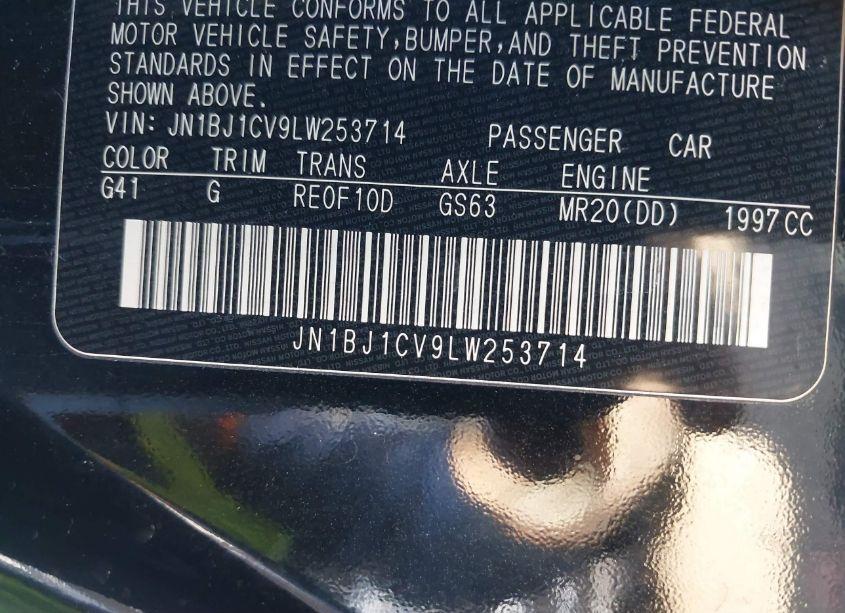 THIS VEHICLE CONFORMS TO ALL APPLICABLE FEDERAL
MOTOR VEHICLE SAFETY,BUMPER,AND THEFT PREVENTION
STANDARDS IN EFFECT ON THE DATE OF MANUFACTURE
SHOWN ABOVE.
VIN: JN1BJ1CV9LW253714 PASSENGER CAR
COLOR TRIM TRANS AXLE ENGINE
G41 G RE0F10D GS63 MR20(DD) 1997CC
JN1BJ1CV9LW253714